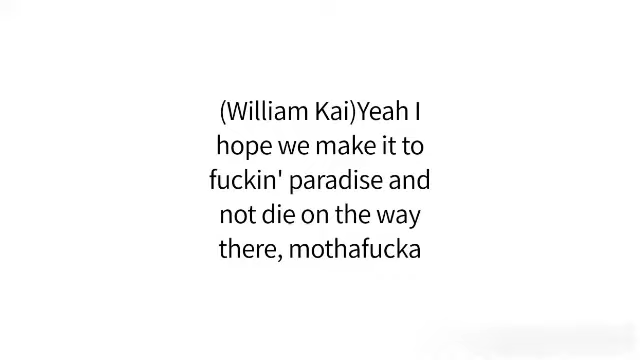 (William Kai)Yeah I
hope we make it to
fuckin' paradise and
not die on the way
there, mothafucka